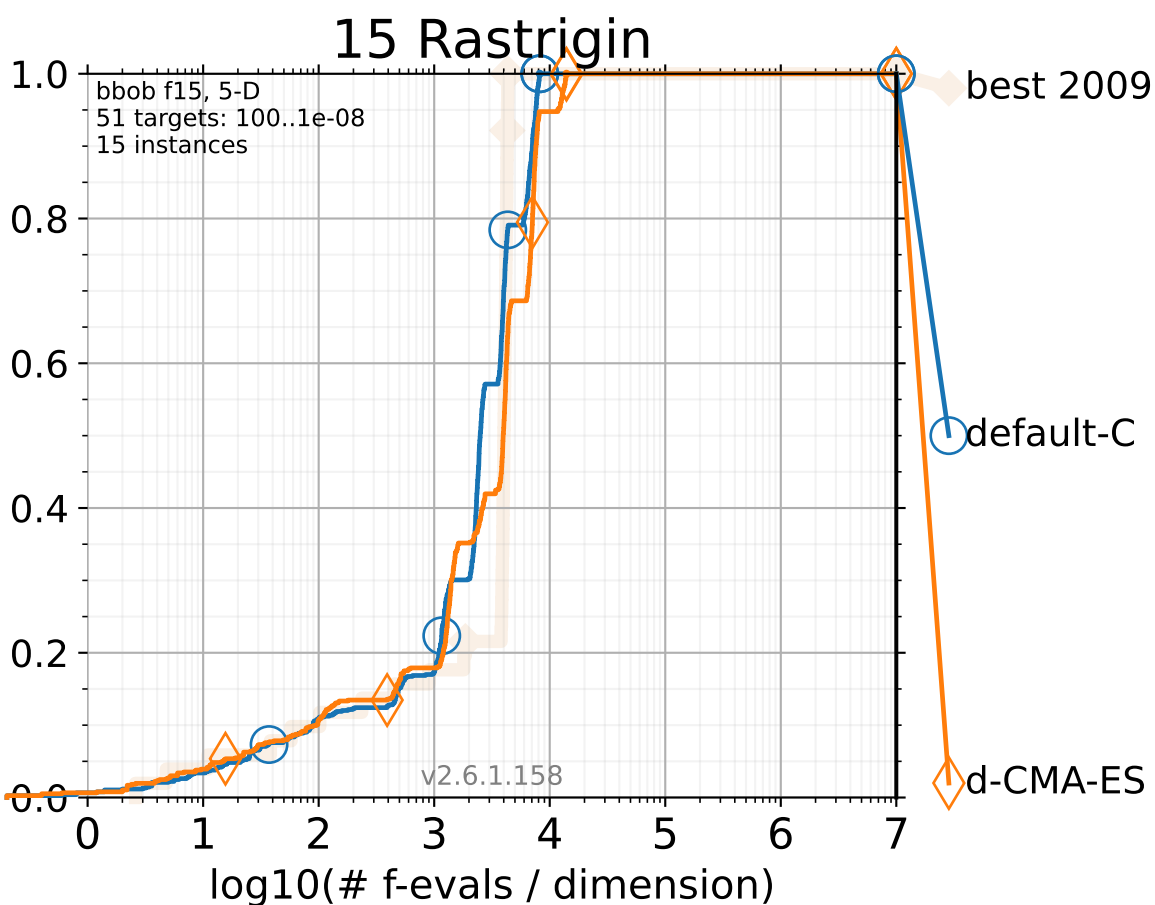 15 Rastrigin
bbob f15, 5-D
51 targets: 100..1e-08
15 instances
1.0
0.8
0.6
0.4
0.2
0.0
best 2009
default-C
d-CMA-ES
v2.6.1.158
0 1 2 3 4 5 6 7
log10(# f-evals / dimension)